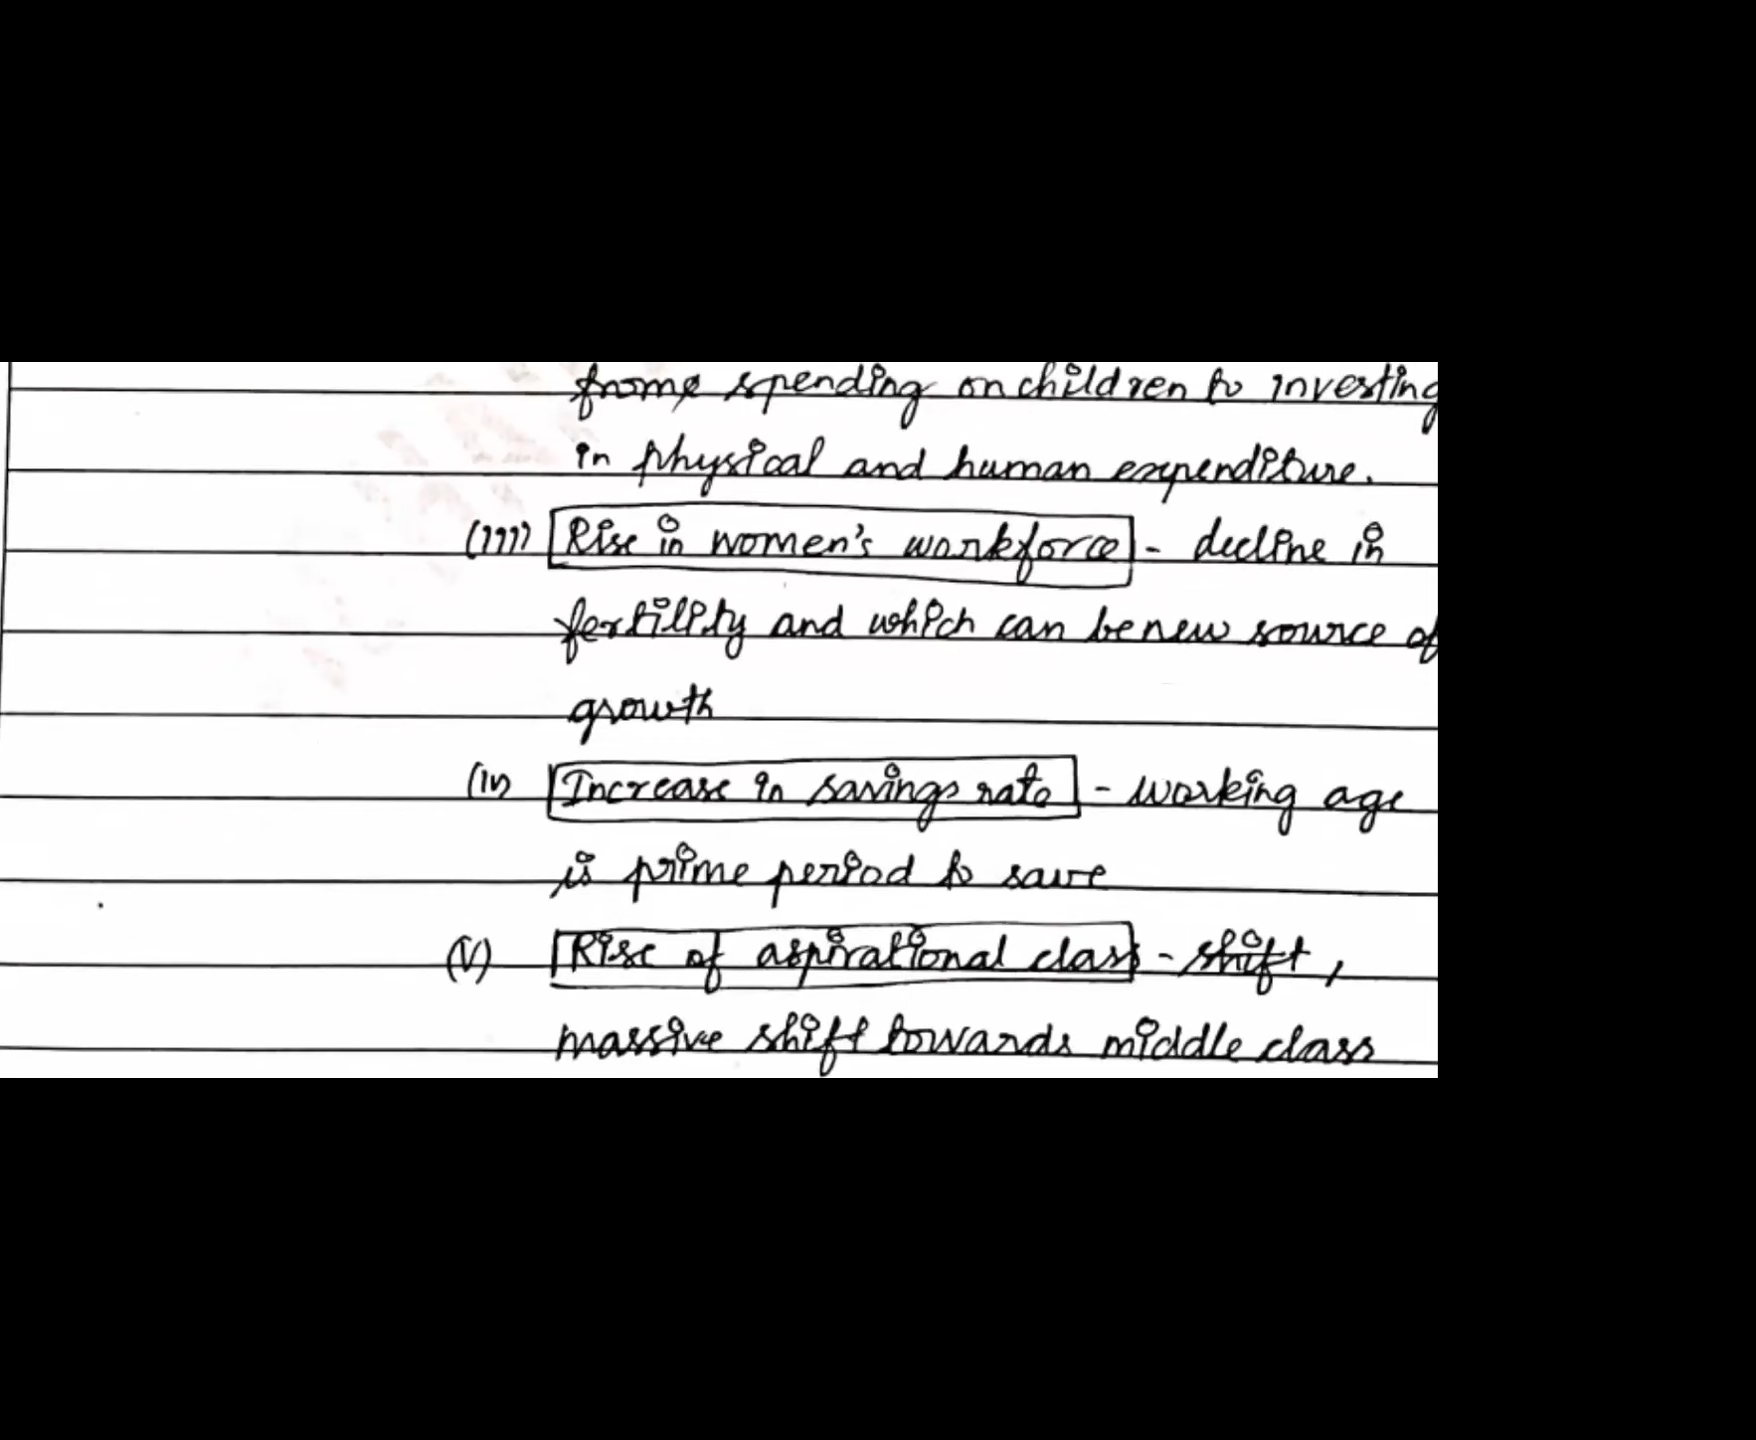 from spending on children to investing
in physical and human expenditure.
(iii) Rise in women's workforce - decline in
fertility and which can be new source of
growth
(iv) Increase in savings rate - working age
is prime period to save
(v) Rise of aspirational class - shift,
massive shift towards middle class